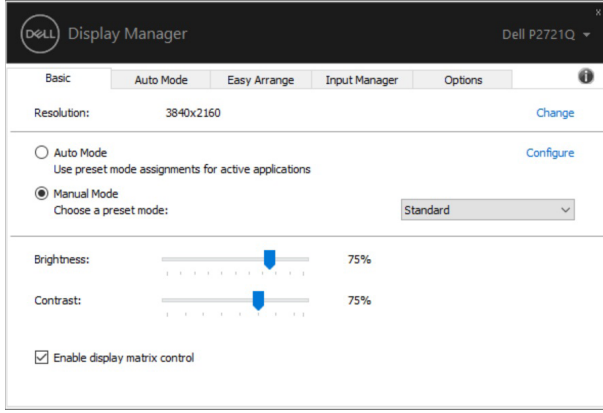 x
DELL Display Manager Dell P2721Q
Basic Auto Mode Easy Arrange Input Manager Options i
Resolution: 3840x2160 Change
Auto Mode Configure
Use preset mode assignments for active applications
Manual Mode
Choose a preset mode: Standard
Brightness: 75%
Contrast: 75%
Enable display matrix control